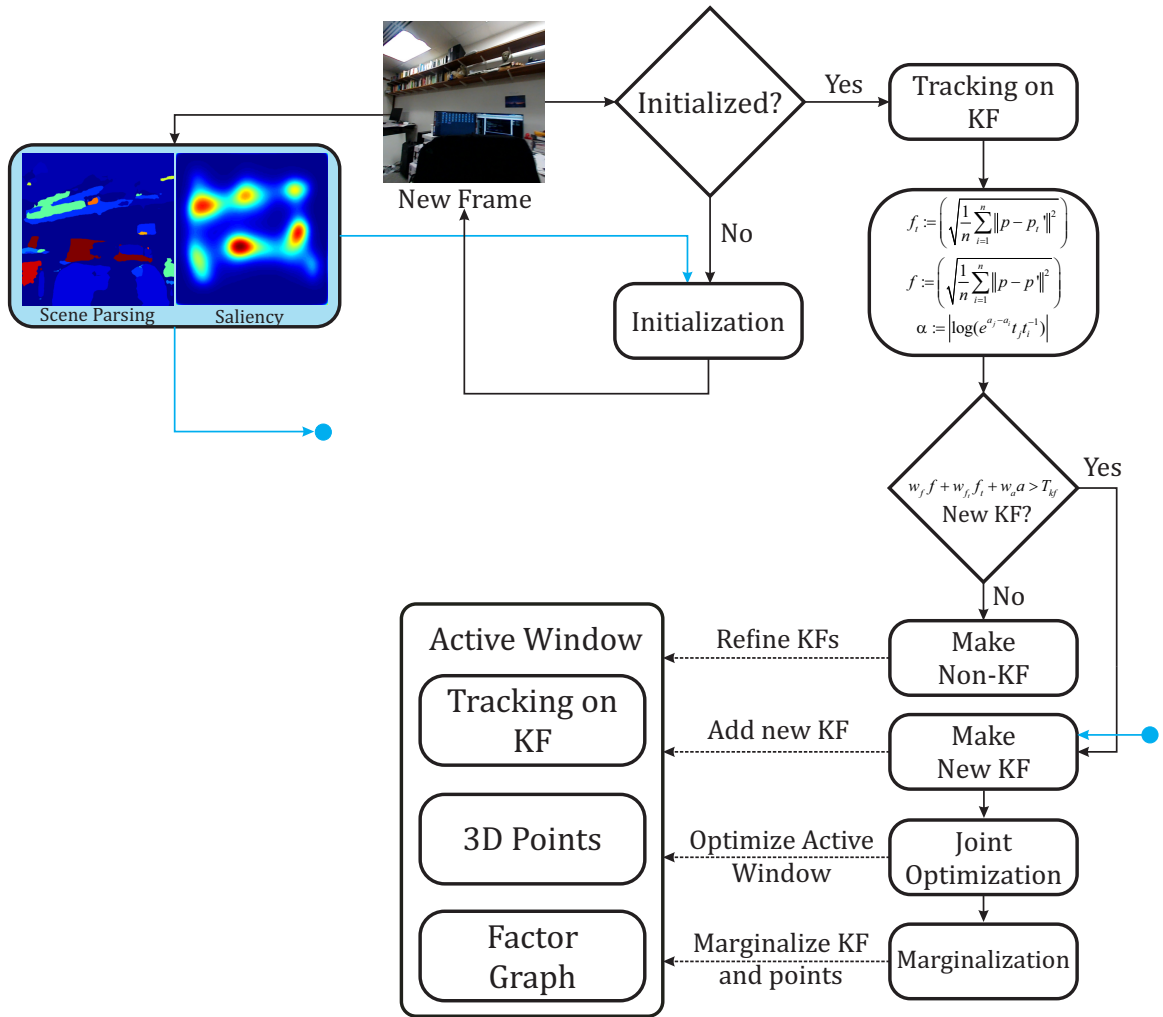 New Frame
Initialized?
Yes
No
Tracking on
KF
Scene Parsing
Saliency
Initialization
f_t := (√(1/n ∑_{i=1}^{n} ‖p − p_t'‖²))
f := (√(1/n ∑_{i=1}^{n} ‖p − p'‖²))
α := |log(e^{a_j−a_i} t_j t_i^{−1})|
w_f f + w_{f_t} f_t + w_a a > T_{kf}
New KF?
Yes
No
Active Window
Tracking on
KF
3D Points
Factor
Graph
Refine KFs
Add new KF
Optimize Active
Window
Marginalize KF
and points
Make
Non-KF
Make
New KF
Joint
Optimization
Marginalization